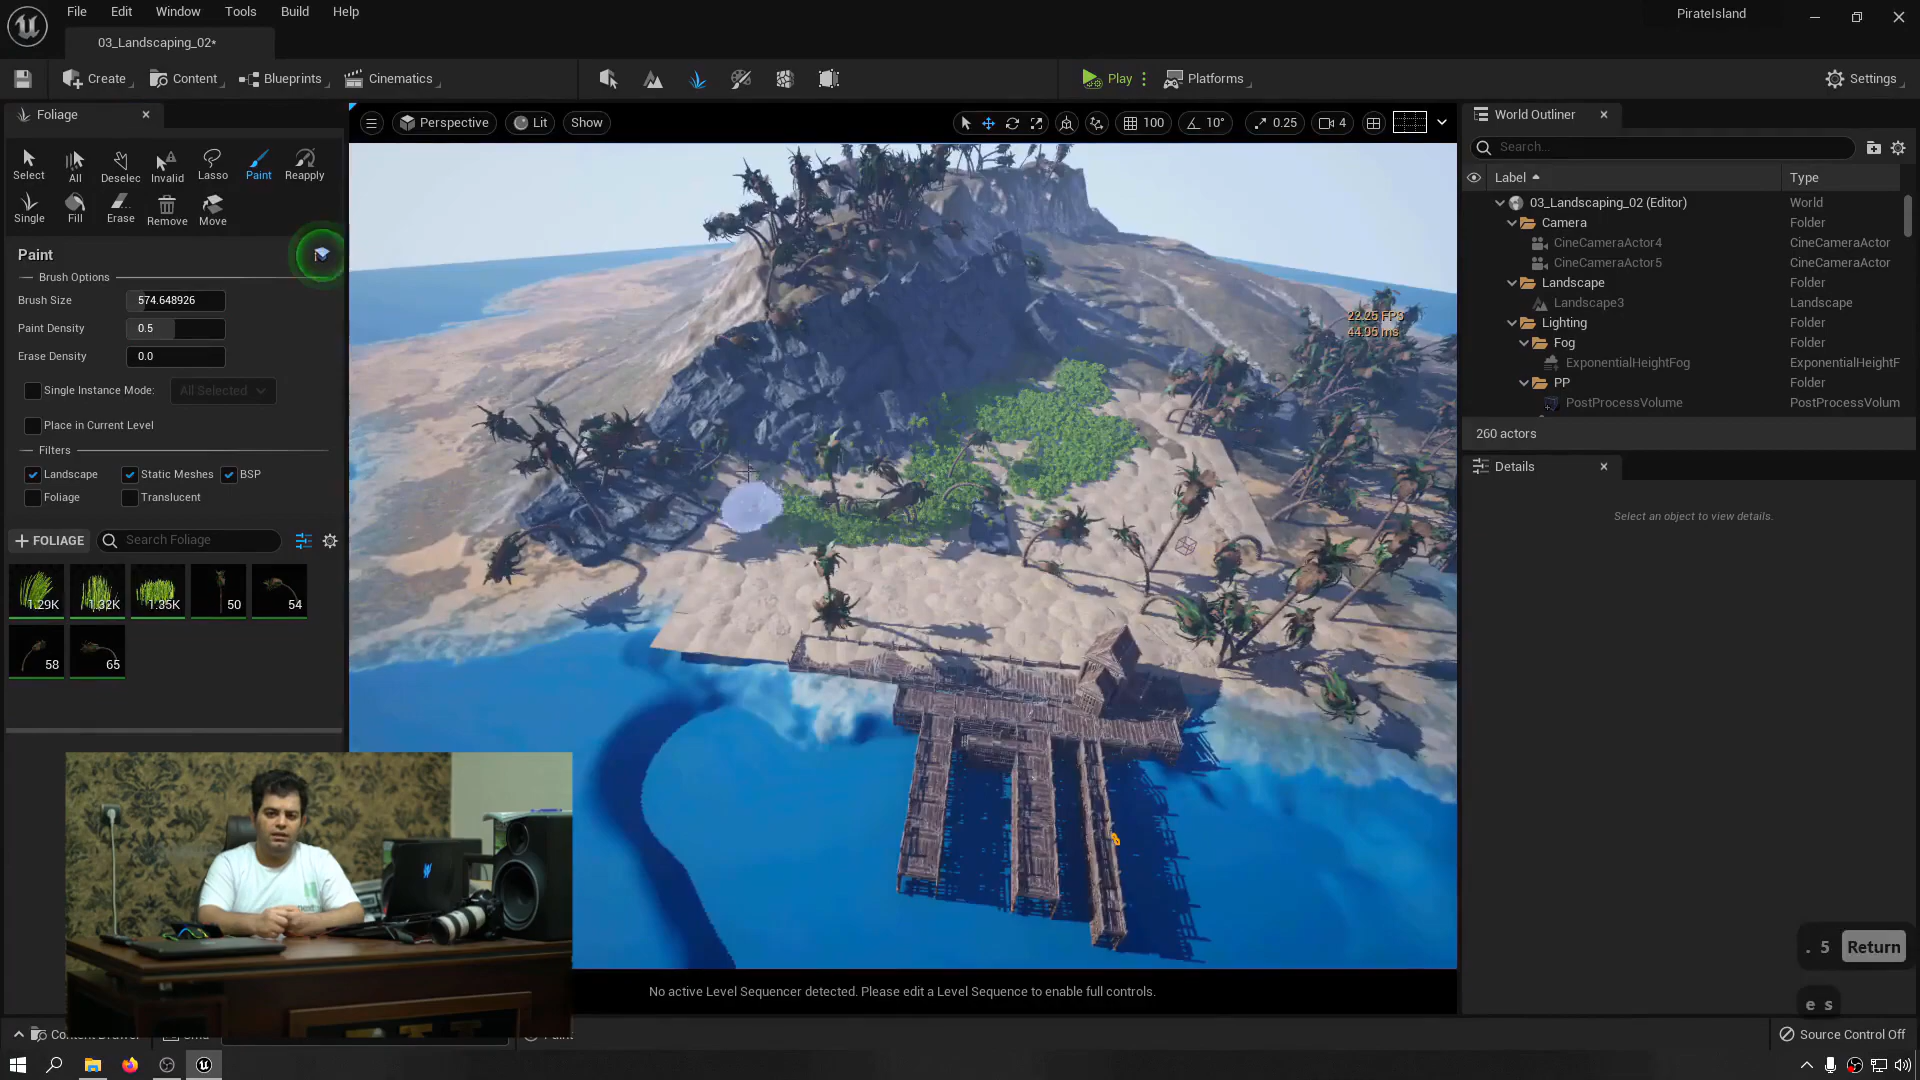 File Edit Window Tools Build Help
PirateIsland
03_Landscaping_02*
Create Content Blueprints Cinematics
Play Platforms Settings
Foliage
Perspective Lit Show
100 10° 0.25 4
World Outliner
Search...
Label Type
Select All Deselec Invalid Lasso Paint Reapply
Single Fill Erase Remove Move
Paint
Brush Options
Brush Size 574.648926
Paint Density 0.5
Erase Density 0.0
Single Instance Mode: All Selected
Place in Current Level
Filters
Landscape Static Meshes BSP
Foliage Translucent
FOLIAGE Search Foliage
1.29K 1.32K 1.35K 50 54
58 65
22.25 FPS
44.06 ms
03_Landscaping_02 (Editor) World
Camera Folder
CineCameraActor4 CineCameraActor
CineCameraActor5 CineCameraActor
Landscape Folder
Landscape3 Landscape
Lighting Folder
Fog Folder
ExponentialHeightFog ExponentialHeightF
PP Folder
PostProcessVolume PostProcessVolum
260 actors
Details
Select an object to view details.
. 5 Return
e s
No active Level Sequencer detected. Please edit a Level Sequence to enable full controls.
Source Control Off